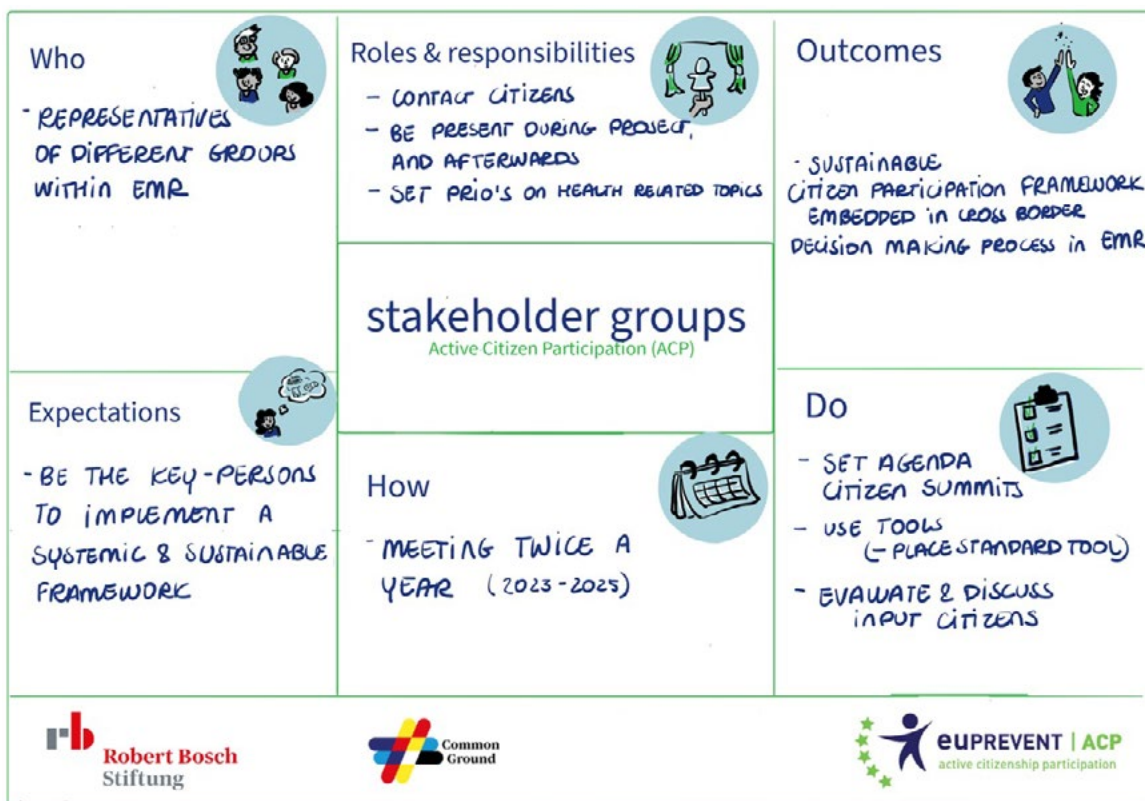 Who
- REPRESENTATIVES
OF DIFFERENT GROUPS
WITHIN EMR
Roles & responsibilities
- CONTACT CITIZENS
- BE PRESENT DURING PROJECT,
AND AFTERWARDS
- SET PRIO'S ON HEALTH RELATED TOPICS
Outcomes
- SUSTAINABLE
CITIZEN PARTICIPATION FRAMEWORK
EMBEDDED IN CROSS BORDER
DECISION MAKING PROCESS IN EMR
stakeholder groups
Active Citizen Participation (ACP)
Expectations
- BE THE KEY-PERSONS
TO IMPLEMENT A
SYSTEMIC & SUSTAINABLE
FRAMEWORK
How
- MEETING TWICE A
YEAR (2023-2025)
Do
- SET AGENDA
CITIZEN SUMMITS
- USE TOOLS
(- PLACE STANDARD TOOL)
- EVALUATE & DISCUSS
INPUT CITIZENS
rb
Robert Bosch
Stiftung
Common
Ground
euPREVENT | ACP
active citizenship participation